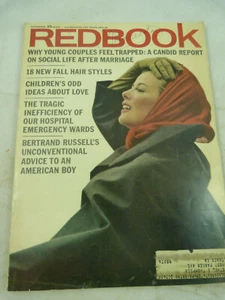 REDBOOK
WHY YOUNG COUPLES FEEL TRAPPED: A CANDID REPORT
ON SOCIAL LIFE AFTER MARRIAGE
18 NEW FALL HAIR STYLES
CHILDREN'S ODD
IDEAS ABOUT LOVE
THE TRAGIC
INEFFICIENCY OF
OUR HOSPITAL
EMERGENCY WARDS
BERTRAND RUSSELL'S
UNCONVENTIONAL
ADVICE TO AN
AMERICAN BOY